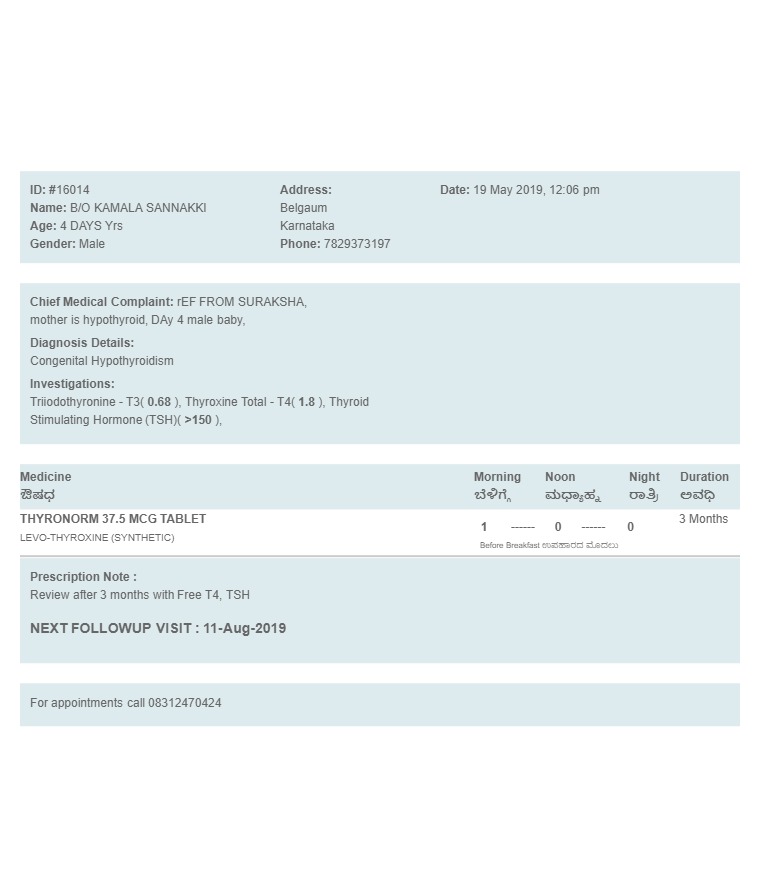 ID: #16014
Name: B/O KAMALA SANNAKKI
Age: 4 DAYS Yrs
Gender: Male
Address:
Belgaum
Karnataka
Phone: 7829373197
Date: 19 May 2019, 12:06 pm
Chief Medical Complaint: rEF FROM SURAKSHA,
mother is hypothyroid, DAy 4 male baby,
Diagnosis Details:
Congenital Hypothyroidism
Investigations:
Triiodothyronine - T3( 0.68 ), Thyroxine Total - T4( 1.8 ), Thyroid
Stimulating Hormone (TSH)( >150 ),
Medicine Morning Noon Night Duration
ಔಷಧ ಬೆಳಿಗ್ಗೆ ಮಧ್ಯಾಹ್ನ ರಾತ್ರಿ ಅವಧಿ
THYRONORM 37.5 MCG TABLET 1 ------ 0 ------ 0 3 Months
LEVO-THYROXINE (SYNTHETIC) Before Breakfast ಉಪಹಾರದ ಮೊದಲು
Prescription Note :
Review after 3 months with Free T4, TSH
NEXT FOLLOWUP VISIT : 11-Aug-2019
For appointments call 08312470424